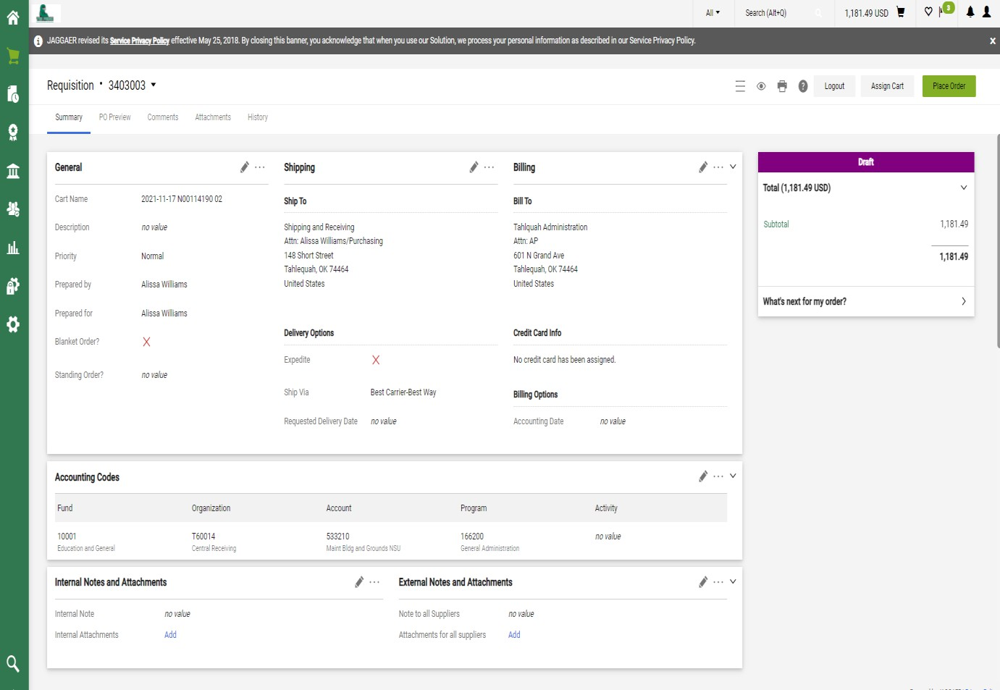 All
Search (Alt+Q)
1,181.49 USD
3
JAGGAER revised its Service Privacy Policy effective May 25, 2018. By closing this banner, you acknowledge that when you use our Solution, we process your personal information as described in our Service Privacy Policy.
x
Requisition • 3403003
?
Logout
Assign Cart
Place Order
Summary
PO Preview
Comments
Attachments
History
General
Cart Name 2021-11-17 N00114190 02
Description no value
Priority Normal
Prepared by Alissa Williams
Prepared for Alissa Williams
Blanket Order?
Standing Order? no value
Shipping
Ship To
Shipping and Receiving
Attn: Alissa Williams/Purchasing
148 Short Street
Tahlequah, OK 74464
United States
Delivery Options
Expedite
Ship Via Best Carrier-Best Way
Requested Delivery Date no value
Billing
Bill To
Tahlquah Administration
Attn: AP
601 N Grand Ave
Tahlequah, OK 74464
United States
Credit Card Info
No credit card has been assigned.
Billing Options
Accounting Date no value
Draft
Total (1,181.49 USD)
Subtotal 1,181.49
1,181.49
What's next for my order?
Accounting Codes
Fund Organization Account Program Activity
10001 T60014 533210 166200 no value
Education and General Central Receiving Maint Bldg and Grounds NSU General Administration
Internal Notes and Attachments
Internal Note no value
Internal Attachments Add
External Notes and Attachments
Note to all Suppliers no value
Attachments for all suppliers Add